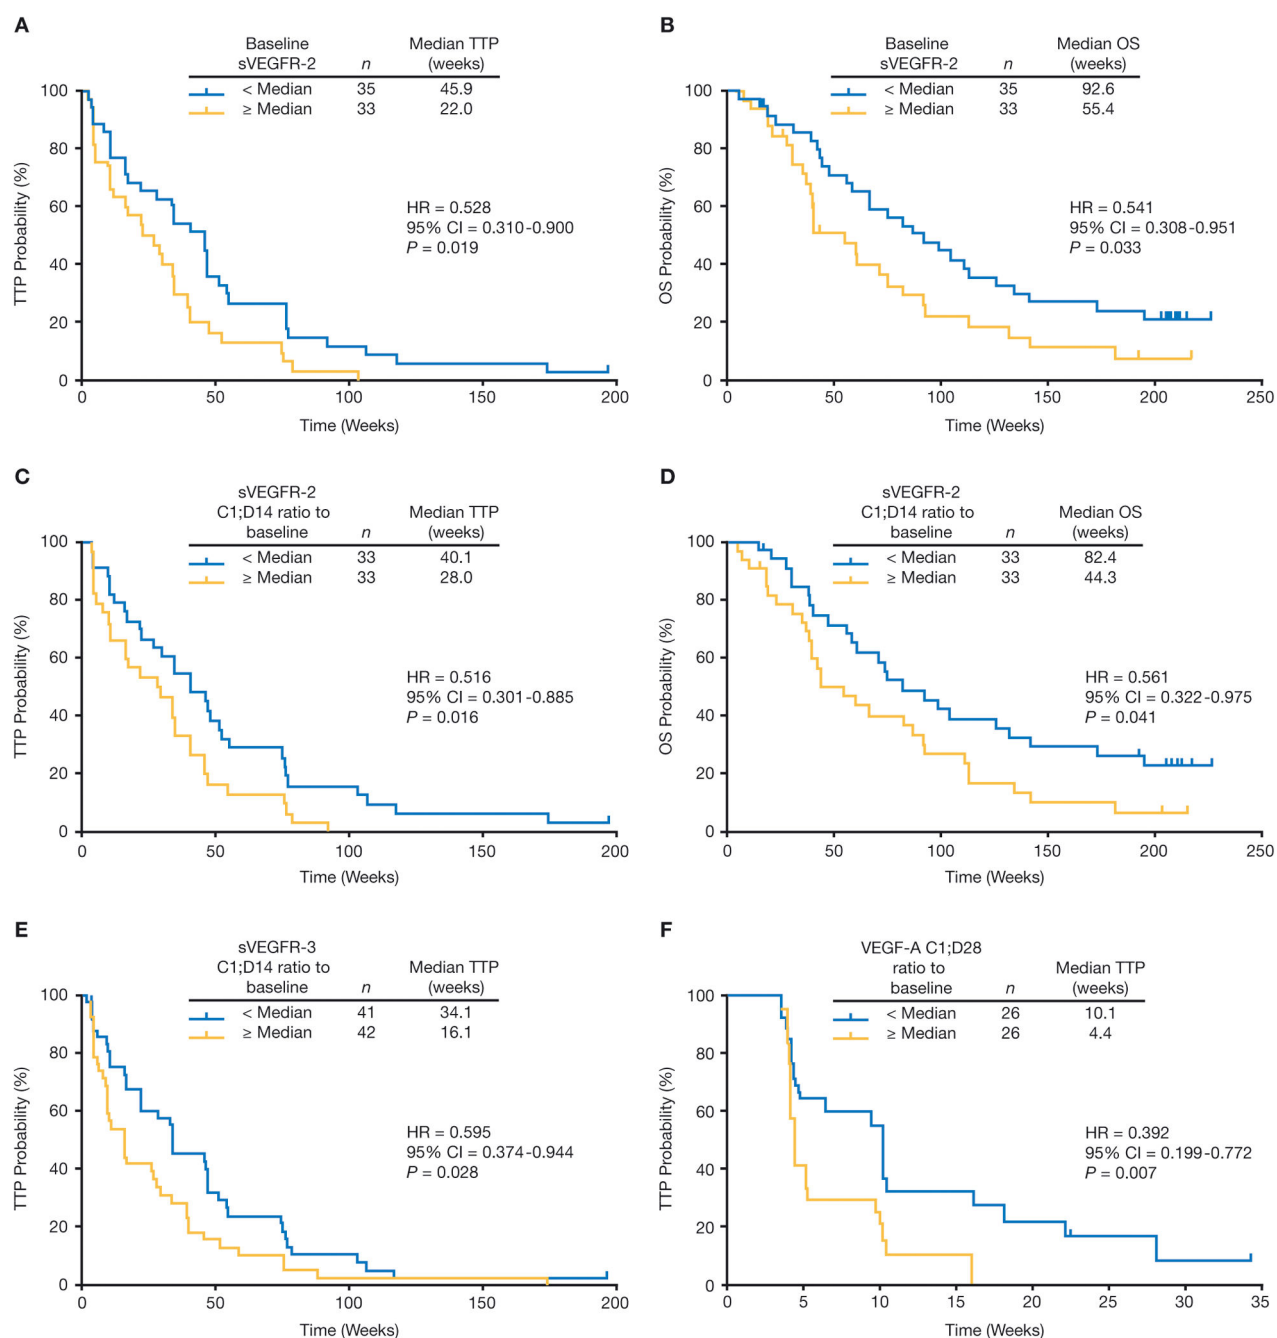 A
Baseline
sVEGFR-2 n Median TTP (weeks)
< Median 35 45.9
≥ Median 33 22.0
HR = 0.528
95% CI = 0.310-0.900
P = 0.019
TTP Probability (%)
100
80
60
40
20
0
0 50 100 150 200
Time (Weeks)
B
Baseline
sVEGFR-2 n Median OS (weeks)
< Median 35 92.6
≥ Median 33 55.4
HR = 0.541
95% CI = 0.308-0.951
P = 0.033
OS Probability (%)
100
80
60
40
20
0
0 50 100 150 200 250
Time (Weeks)
C
sVEGFR-2
C1;D14 ratio to Median TTP
baseline n (weeks)
< Median 33 40.1
≥ Median 33 28.0
HR = 0.516
95% CI = 0.301-0.885
P = 0.016
TTP Probability (%)
100
80
60
40
20
0
0 50 100 150 200
Time (Weeks)
D
sVEGFR-2
C1;D14 ratio to Median OS
baseline n (weeks)
< Median 33 82.4
≥ Median 33 44.3
HR = 0.561
95% CI = 0.322-0.975
P = 0.041
OS Probability (%)
100
80
60
40
20
0
0 50 100 150 200 250
Time (Weeks)
E
sVEGFR-3
C1;D14 ratio to Median TTP
baseline n (weeks)
< Median 41 34.1
≥ Median 42 16.1
HR = 0.595
95% CI = 0.374-0.944
P = 0.028
TTP Probability (%)
100
80
60
40
20
0
0 50 100 150 200
Time (Weeks)
F
VEGF-A C1;D28
ratio to Median TTP
baseline n (weeks)
< Median 26 10.1
≥ Median 26 4.4
HR = 0.392
95% CI = 0.199-0.772
P = 0.007
TTP Probability (%)
100
80
60
40
20
0
0 5 10 15 20 25 30 35
Time (Weeks)